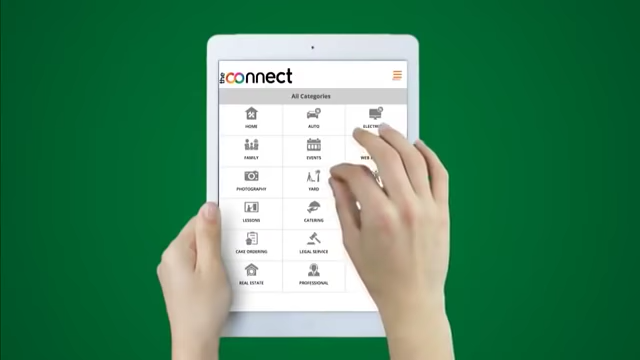 the connect
All Categories
HOME AUTO
FAMILY EVENTS WEB
PHOTOGRAPHY YARD
LESSONS CATERING
CAKE ORDERING LEGAL SERVICE
REAL ESTATE PROFESSIONAL